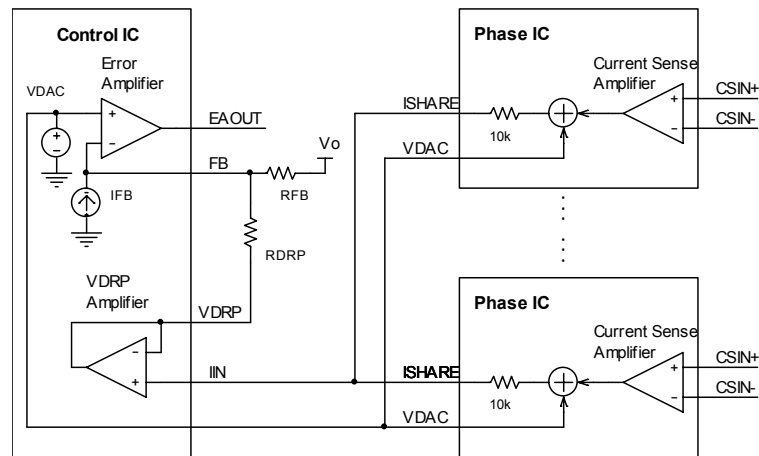 Control IC
Error
Amplifier
VDAC
+
-
EAOUT
+
-
FB
Vo
IFB
RFB
RDRP
VDRP
Amplifier
VDRP
-
+
IIN
Phase IC
Current Sense
Amplifier
CSIN+
ISHARE
+
10k
-
CSIN-
VDAC
Phase IC
Current Sense
Amplifier
CSIN+
ISHARE
+
10k
-
CSIN-
VDAC